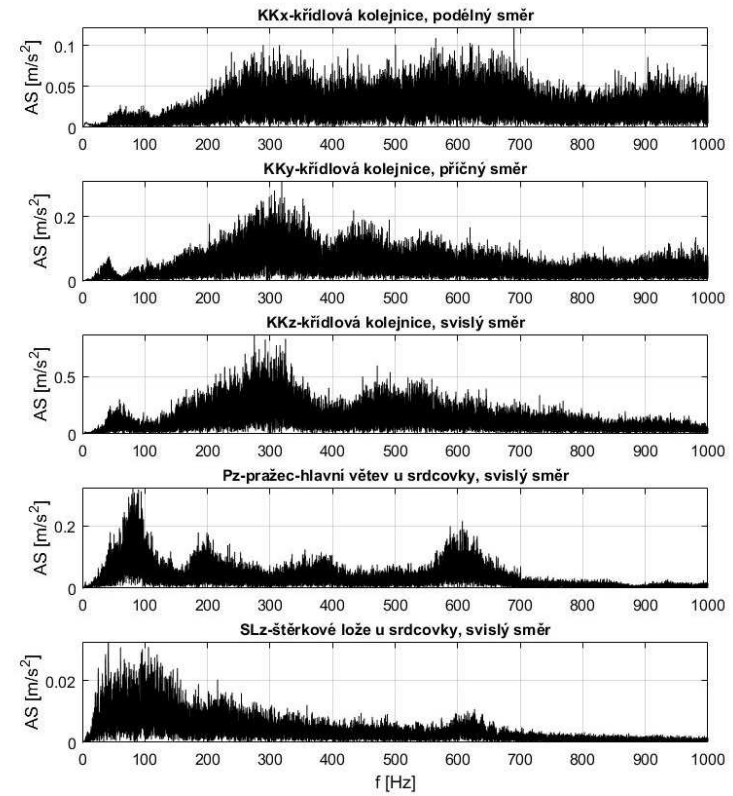 KKx-křídlová kolejnice, podélný směr
AS [m/s²]
0.1
0.05
0
0 100 200 300 400 500 600 700 800 900 1000
KKy-křídlová kolejnice, příčný směr
AS [m/s²]
0.2
0
0 100 200 300 400 500 600 700 800 900 1000
KKz-křídlová kolejnice, svislý směr
AS [m/s²]
0.5
0
0 100 200 300 400 500 600 700 800 900 1000
Pz-pražec-hlavní větev u srdcovky, svislý směr
AS [m/s²]
0.2
0
0 100 200 300 400 500 600 700 800 900 1000
SLz-štěrkové lože u srdcovky, svislý směr
AS [m/s²]
0.02
0
0 100 200 300 400 500 600 700 800 900 1000
f [Hz]